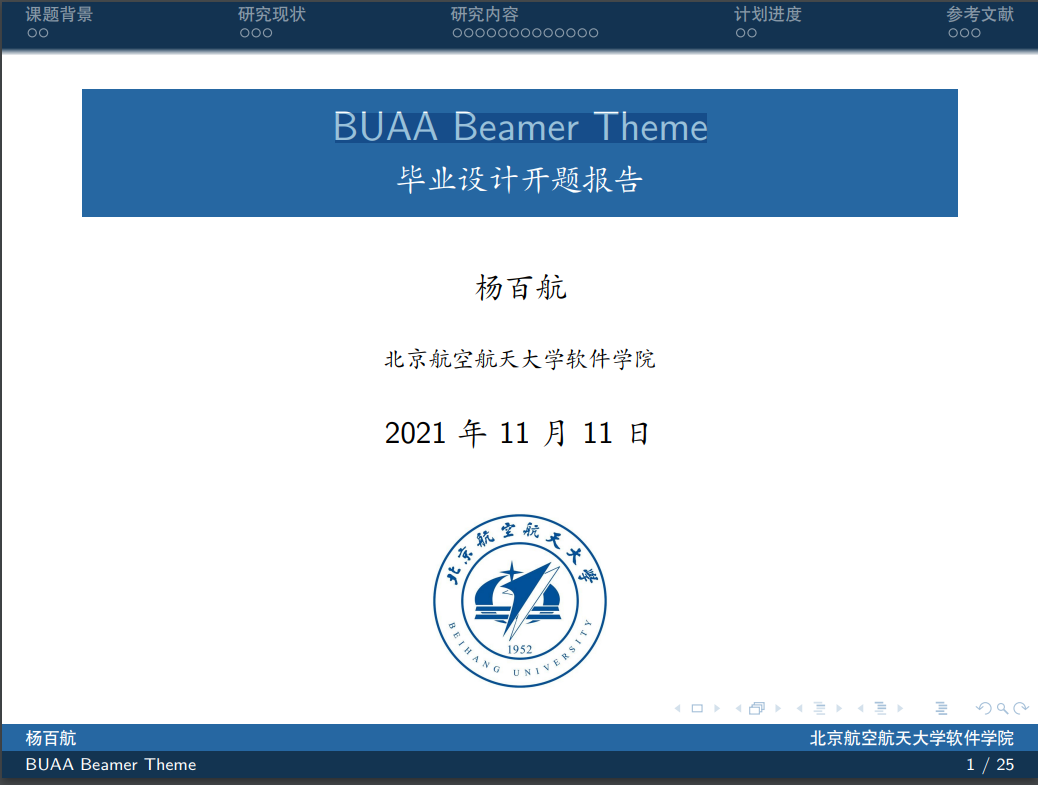 课题背景 研究现状 研究内容 计划进度 参考文献
BUAA Beamer Theme
毕业设计开题报告
杨百航
北京航空航天大学软件学院
2021 年 11 月 11 日
北京航空航天大学
1952
BEIHANG UNIVERSITY
杨百航 北京航空航天大学软件学院
BUAA Beamer Theme 1 / 25